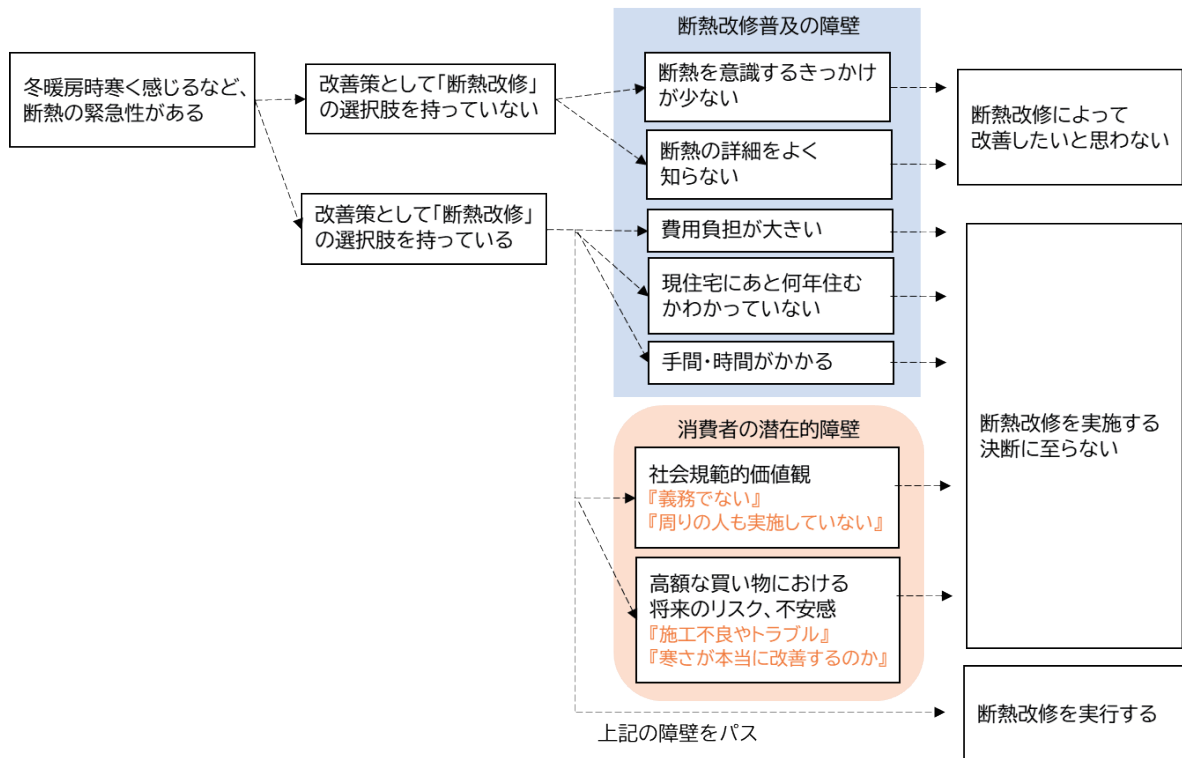 断熱改修普及の障壁
冬暖房時寒く感じるなど、
断熱の緊急性がある
改善策として「断熱改修」
の選択肢を持っていない
断熱を意識するきっかけ
が少ない
断熱の詳細をよく
知らない
断熱改修によって
改善したいと思わない
改善策として「断熱改修」
の選択肢を持っている
費用負担が大きい
現住宅にあと何年住む
かわかっていない
手間・時間がかかる
消費者の潜在的障壁
社会規範的価値観
『義務でない』
『周りの人も実施していない』
高額な買い物における
将来のリスク、不安感
『施工不良やトラブル』
『寒さが本当に改善するのか』
断熱改修を実施する
決断に至らない
上記の障壁をパス
断熱改修を実行する